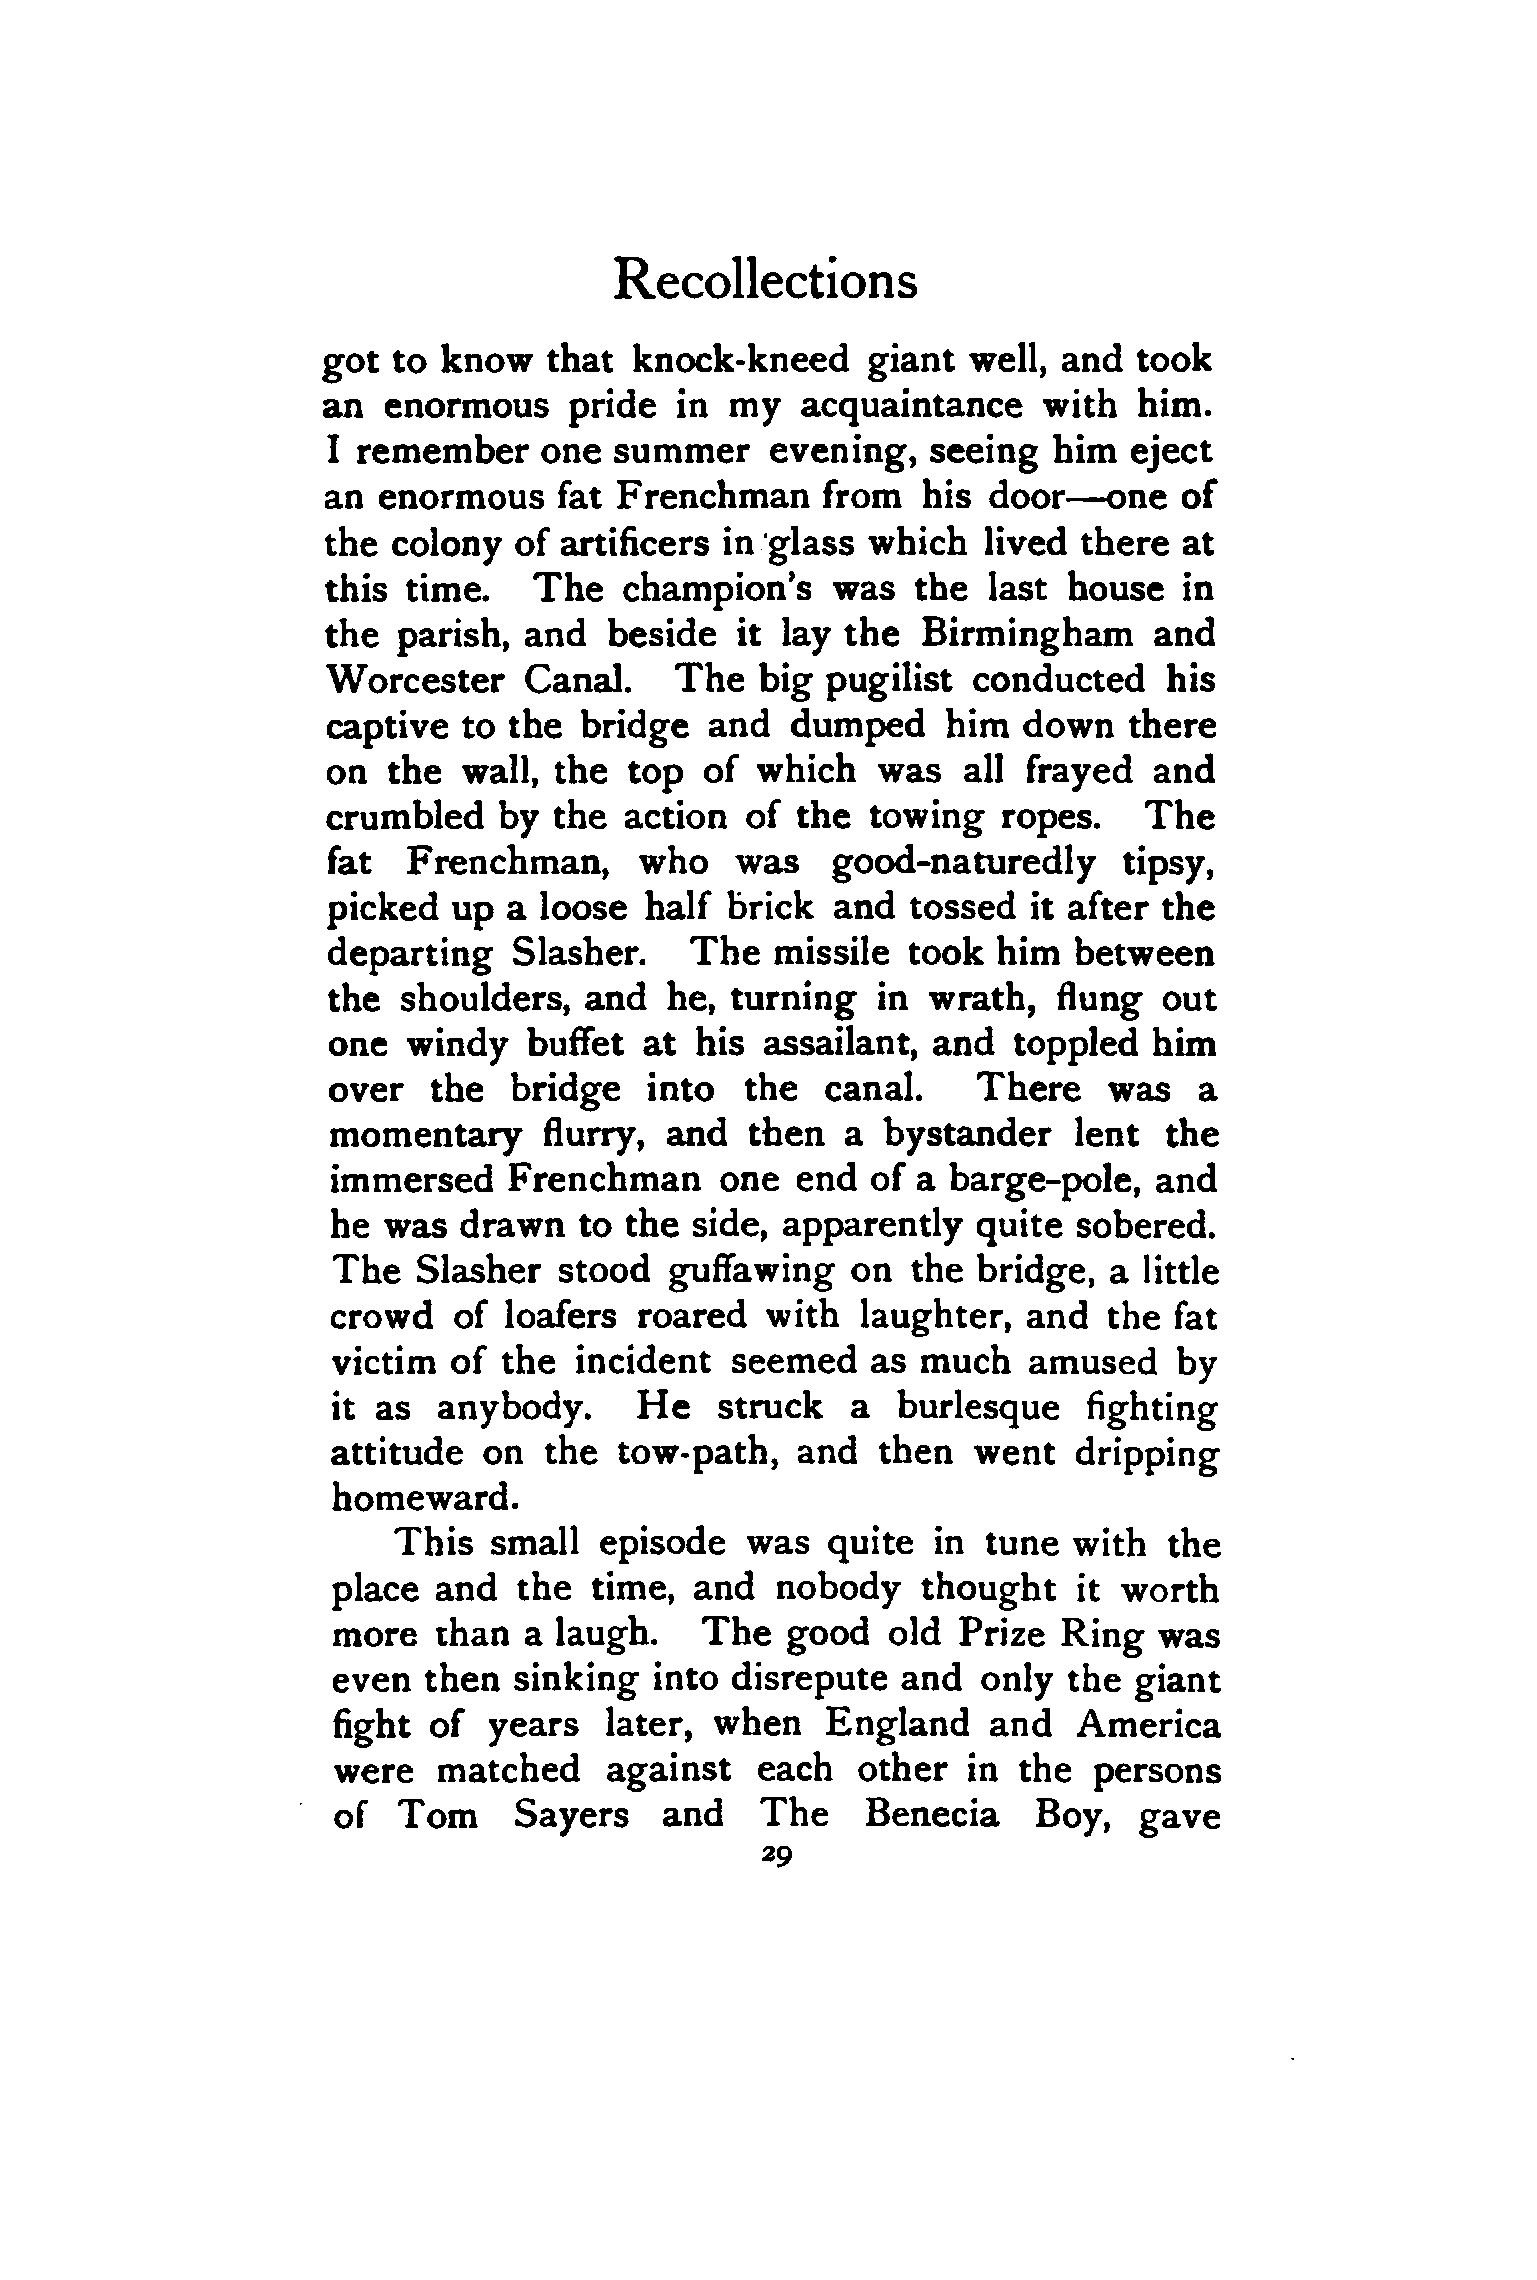 Recollections
got to know that knock-kneed giant well, and took
an enormous pride in my acquaintance with him.
I remember one summer evening, seeing him eject
an enormous fat Frenchman from his door—one of
the colony of artificers in glass which lived there at
this time. The champion's was the last house in
the parish, and beside it lay the Birmingham and
Worcester Canal. The big pugilist conducted his
captive to the bridge and dumped him down there
on the wall, the top of which was all frayed and
crumbled by the action of the towing ropes. The
fat Frenchman, who was good-naturedly tipsy,
picked up a loose half brick and tossed it after the
departing Slasher. The missile took him between
the shoulders, and he, turning in wrath, flung out
one windy buffet at his assailant, and toppled him
over the bridge into the canal. There was a
momentary flurry, and then a bystander lent the
immersed Frenchman one end of a barge-pole, and
he was drawn to the side, apparently quite sobered.
The Slasher stood guffawing on the bridge, a little
crowd of loafers roared with laughter, and the fat
victim of the incident seemed as much amused by
it as anybody. He struck a burlesque fighting
attitude on the tow-path, and then went dripping
homeward.
This small episode was quite in tune with the
place and the time, and nobody thought it worth
more than a laugh. The good old Prize Ring was
even then sinking into disrepute and only the giant
fight of years later, when England and America
were matched against each other in the persons
of Tom Sayers and The Benecia Boy, gave
29